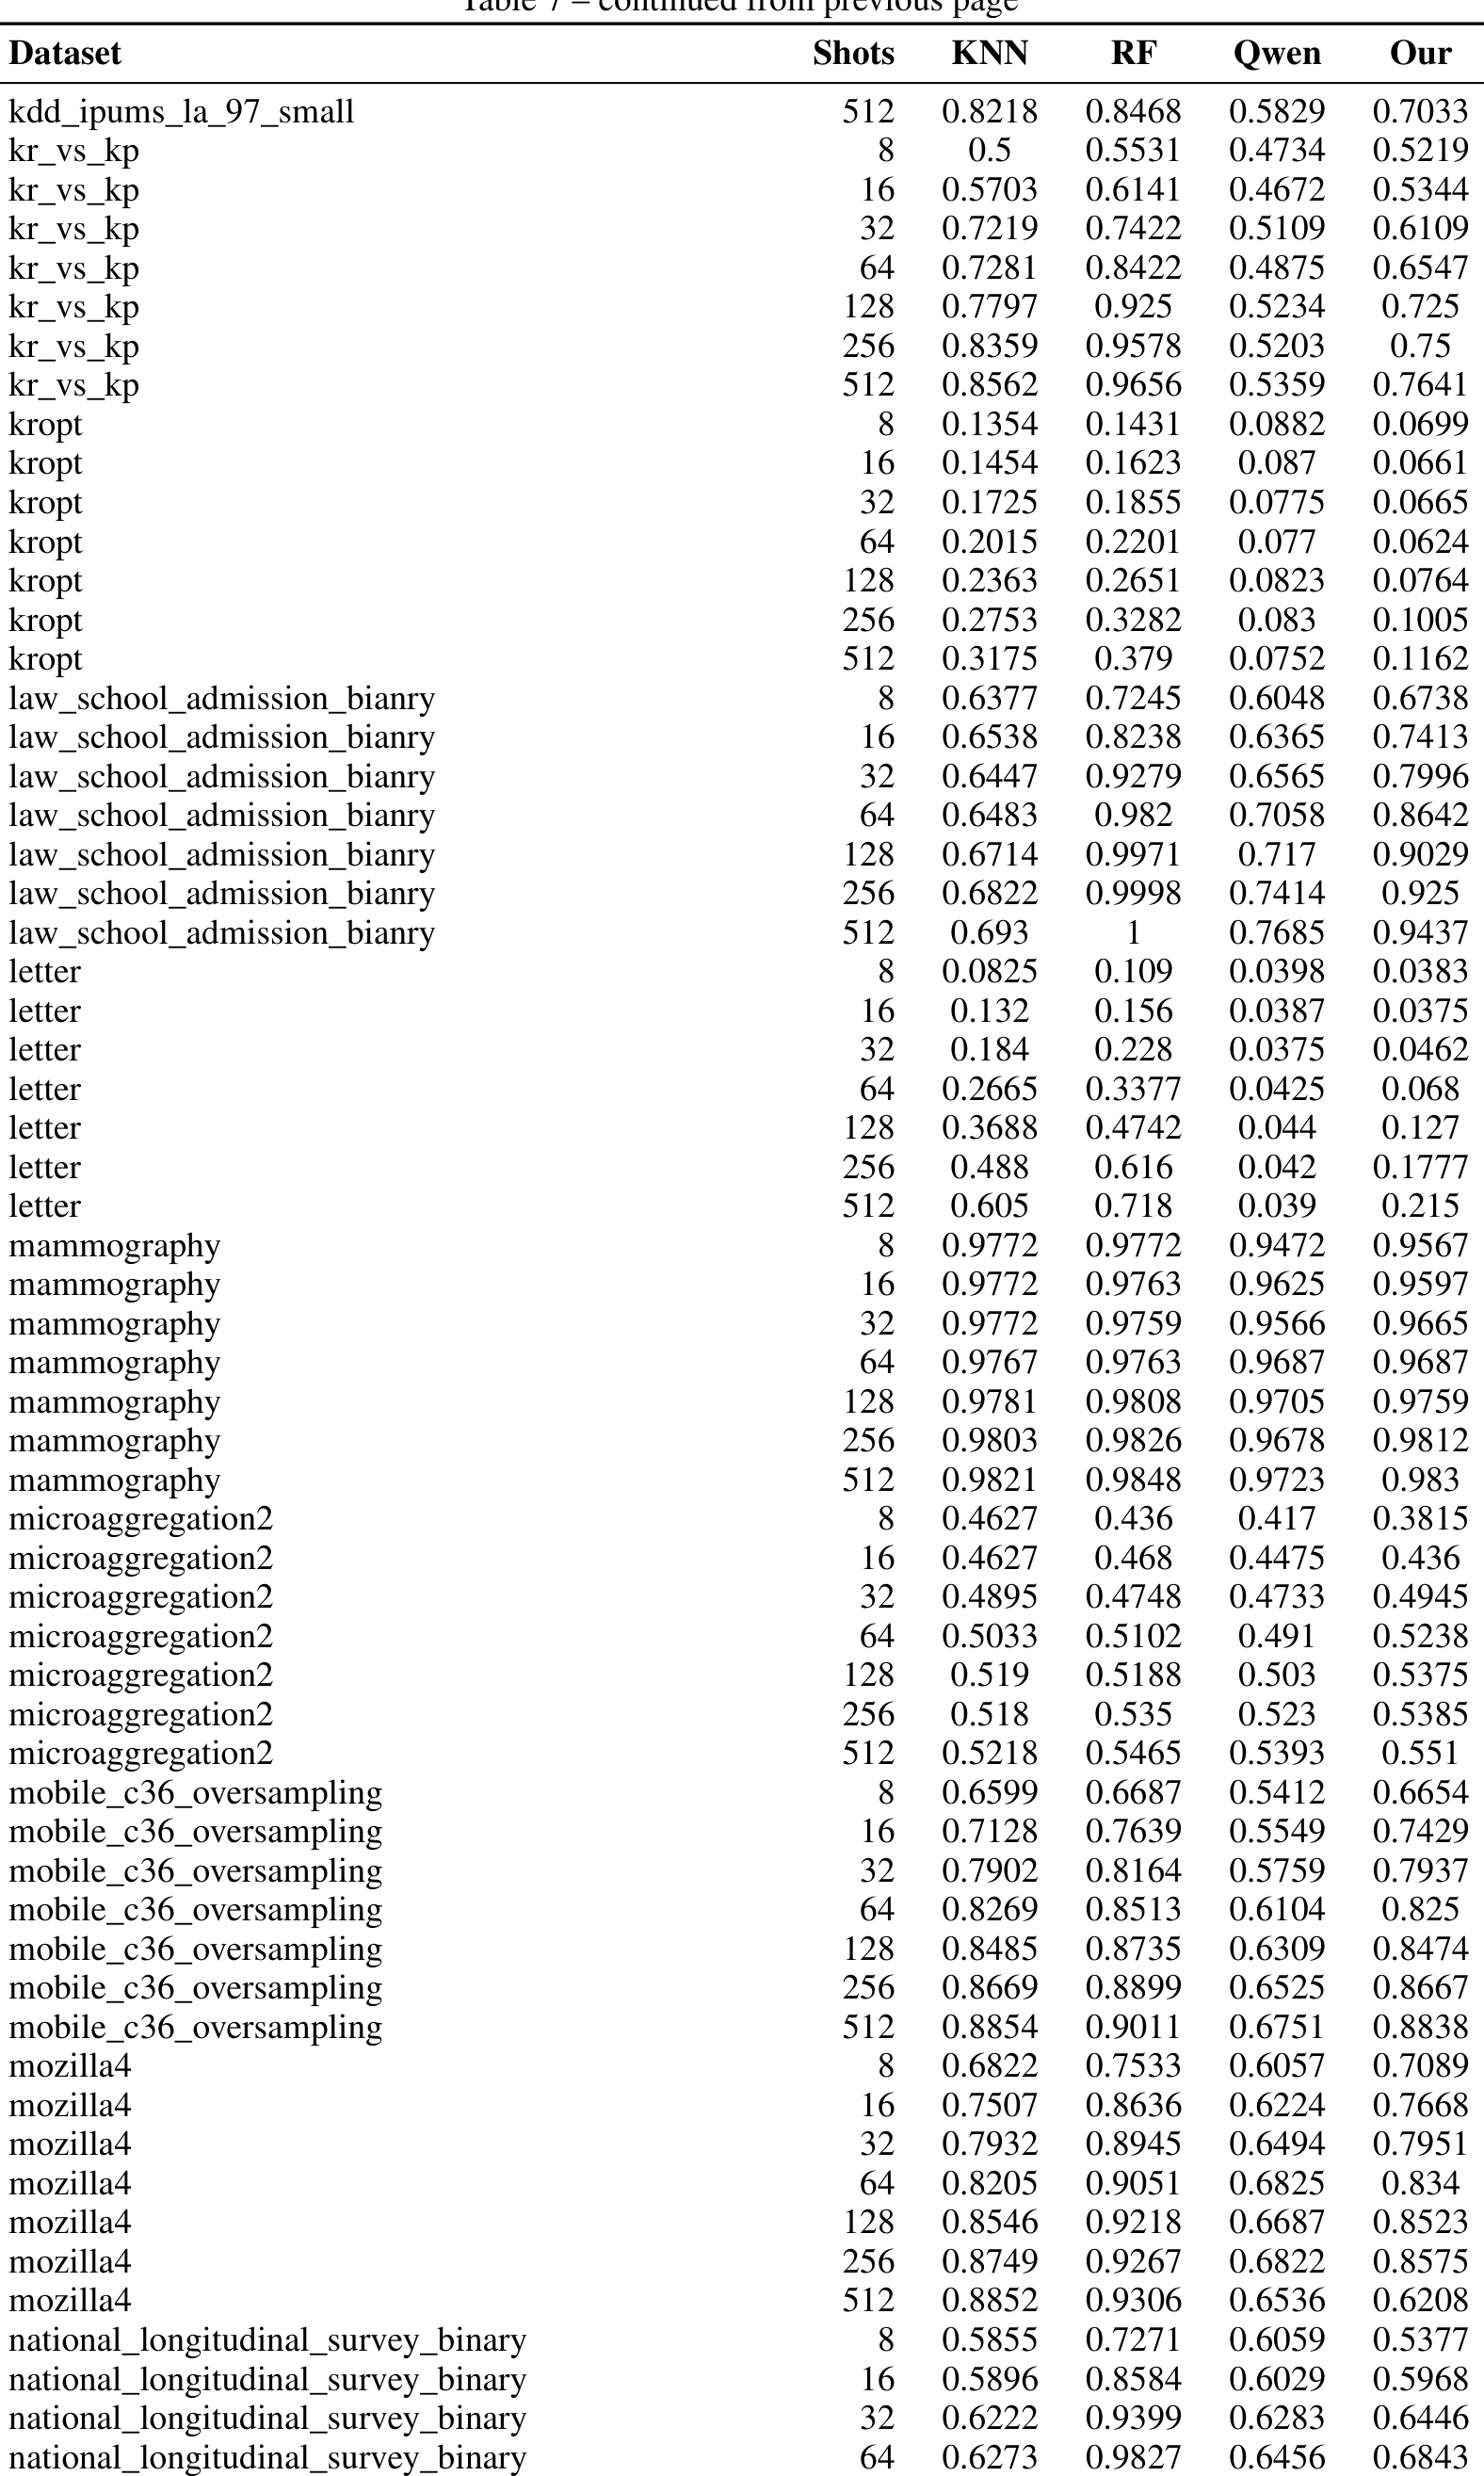 Table 7 – continued from previous page
Dataset Shots KNN RF Qwen Our
kdd_ipums_la_97_small 512 0.8218 0.8468 0.5829 0.7033
kr_vs_kp 8 0.5 0.5531 0.4734 0.5219
kr_vs_kp 16 0.5703 0.6141 0.4672 0.5344
kr_vs_kp 32 0.7219 0.7422 0.5109 0.6109
kr_vs_kp 64 0.7281 0.8422 0.4875 0.6547
kr_vs_kp 128 0.7797 0.925 0.5234 0.725
kr_vs_kp 256 0.8359 0.9578 0.5203 0.75
kr_vs_kp 512 0.8562 0.9656 0.5359 0.7641
kropt 8 0.1354 0.1431 0.0882 0.0699
kropt 16 0.1454 0.1623 0.087 0.0661
kropt 32 0.1725 0.1855 0.0775 0.0665
kropt 64 0.2015 0.2201 0.077 0.0624
kropt 128 0.2363 0.2651 0.0823 0.0764
kropt 256 0.2753 0.3282 0.083 0.1005
kropt 512 0.3175 0.379 0.0752 0.1162
law_school_admission_bianry 8 0.6377 0.7245 0.6048 0.6738
law_school_admission_bianry 16 0.6538 0.8238 0.6365 0.7413
law_school_admission_bianry 32 0.6447 0.9279 0.6565 0.7996
law_school_admission_bianry 64 0.6483 0.982 0.7058 0.8642
law_school_admission_bianry 128 0.6714 0.9971 0.717 0.9029
law_school_admission_bianry 256 0.6822 0.9998 0.7414 0.925
law_school_admission_bianry 512 0.693 1 0.7685 0.9437
letter 8 0.0825 0.109 0.0398 0.0383
letter 16 0.132 0.156 0.0387 0.0375
letter 32 0.184 0.228 0.0375 0.0462
letter 64 0.2665 0.3377 0.0425 0.068
letter 128 0.3688 0.4742 0.044 0.127
letter 256 0.488 0.616 0.042 0.1777
letter 512 0.605 0.718 0.039 0.215
mammography 8 0.9772 0.9772 0.9472 0.9567
mammography 16 0.9772 0.9763 0.9625 0.9597
mammography 32 0.9772 0.9759 0.9566 0.9665
mammography 64 0.9767 0.9763 0.9687 0.9687
mammography 128 0.9781 0.9808 0.9705 0.9759
mammography 256 0.9803 0.9826 0.9678 0.9812
mammography 512 0.9821 0.9848 0.9723 0.983
microaggregation2 8 0.4627 0.436 0.417 0.3815
microaggregation2 16 0.4627 0.468 0.4475 0.436
microaggregation2 32 0.4895 0.4748 0.4733 0.4945
microaggregation2 64 0.5033 0.5102 0.491 0.5238
microaggregation2 128 0.519 0.5188 0.503 0.5375
microaggregation2 256 0.518 0.535 0.523 0.5385
microaggregation2 512 0.5218 0.5465 0.5393 0.551
mobile_c36_oversampling 8 0.6599 0.6687 0.5412 0.6654
mobile_c36_oversampling 16 0.7128 0.7639 0.5549 0.7429
mobile_c36_oversampling 32 0.7902 0.8164 0.5759 0.7937
mobile_c36_oversampling 64 0.8269 0.8513 0.6104 0.825
mobile_c36_oversampling 128 0.8485 0.8735 0.6309 0.8474
mobile_c36_oversampling 256 0.8669 0.8899 0.6525 0.8667
mobile_c36_oversampling 512 0.8854 0.9011 0.6751 0.8838
mozilla4 8 0.6822 0.7533 0.6057 0.7089
mozilla4 16 0.7507 0.8636 0.6224 0.7668
mozilla4 32 0.7932 0.8945 0.6494 0.7951
mozilla4 64 0.8205 0.9051 0.6825 0.834
mozilla4 128 0.8546 0.9218 0.6687 0.8523
mozilla4 256 0.8749 0.9267 0.6822 0.8575
mozilla4 512 0.8852 0.9306 0.6536 0.6208
national_longitudinal_survey_binary 8 0.5855 0.7271 0.6059 0.5377
national_longitudinal_survey_binary 16 0.5896 0.8584 0.6029 0.5968
national_longitudinal_survey_binary 32 0.6222 0.9399 0.6283 0.6446
national_longitudinal_survey_binary 64 0.6273 0.9827 0.6456 0.6843